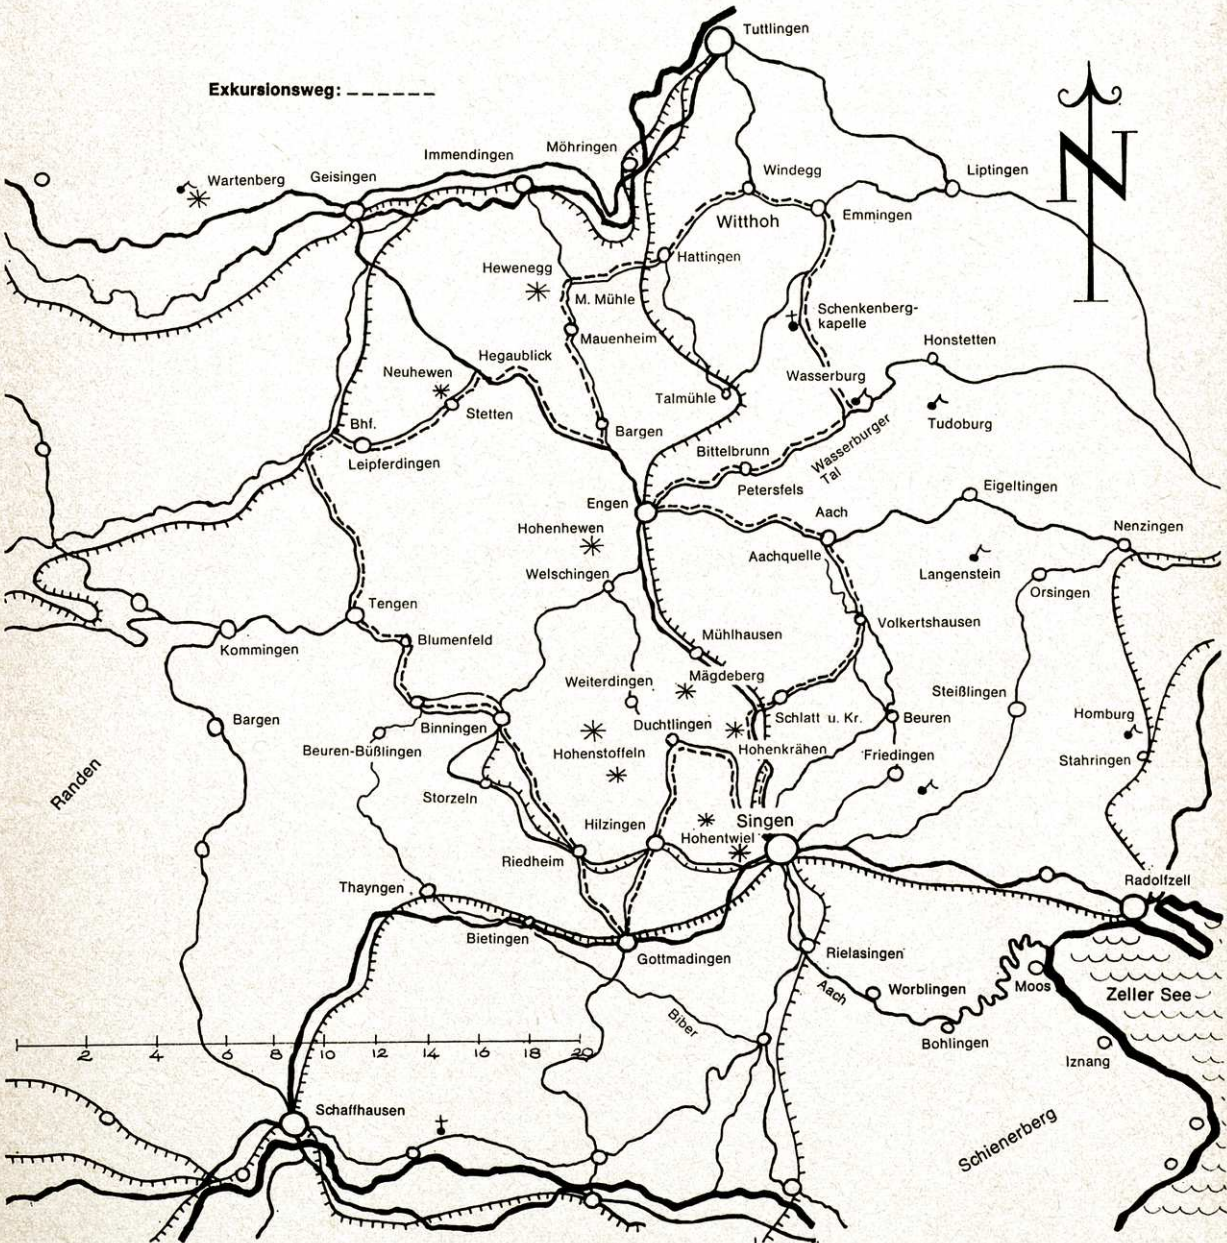 Tuttlingen
Exkursionsweg:
N
Möhringen
Immendingen
Wartenberg
Geisingen
Windegg
Liptingen
Witthoh
Emmingen
Hattingen
Hewenegg
M. Mühle
Schenkenberg-
kapelle
Mauenheim
Honstetten
Hegaublick
Neuhewen
Wasserburg
Talmühle
Stetten
Bhf.
Bargen
Tudoburg
Leipferdingen
Bittelbrunn
Wasserburger
Tal
Petersfels
Eigeltingen
Engen
Aach
Hohenhewen
Nenzingen
Aachquelle
Welschingen
Langenstein
Orsingen
Tengen
Volkertshausen
Blumenfeld
Mühlhausen
Kommingen
Mägdeberg
Weiterdingen
Steißlingen
Bargen
Binningen
Duchtlingen
Schlatt u. Kr.
Beuren
Homburg
Beuren-Büßlingen
Hohenstoffeln
Hohenkrähen
Friedingen
Stahringen
Randen
Storzeln
Hilzingen
Singen
Hohentwiel
Riedheim
Thayngen
Radolfzell
Bietingen
Gottmadingen
Rielasingen
Aach
Worblingen
Moos
Zeller See
Biber
Bohlingen
Iznang
2 4 6 8 10 12 14 16 18 20
Schaffhausen
Schienerberg